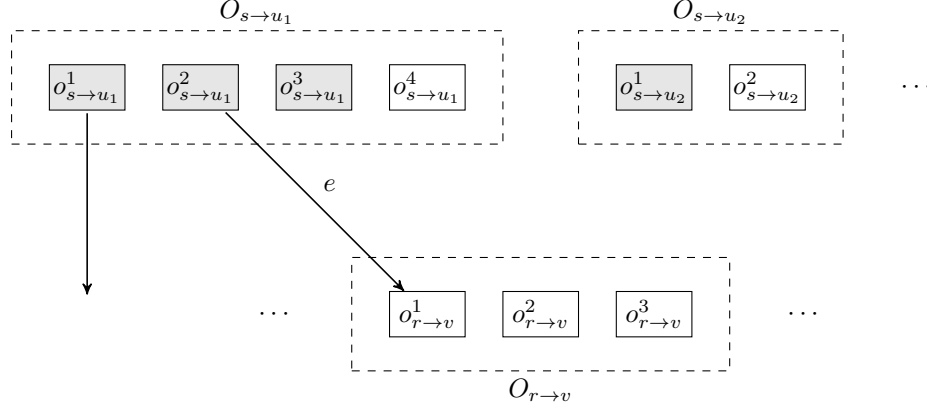 O_{s→u_1} O_{s→u_2}
o^1_{s→u_1} o^2_{s→u_1} o^3_{s→u_1} o^4_{s→u_1} o^1_{s→u_2} o^2_{s→u_2} ⋯
e
⋯ o^1_{r→v} o^2_{r→v} o^3_{r→v} ⋯
O_{r→v}